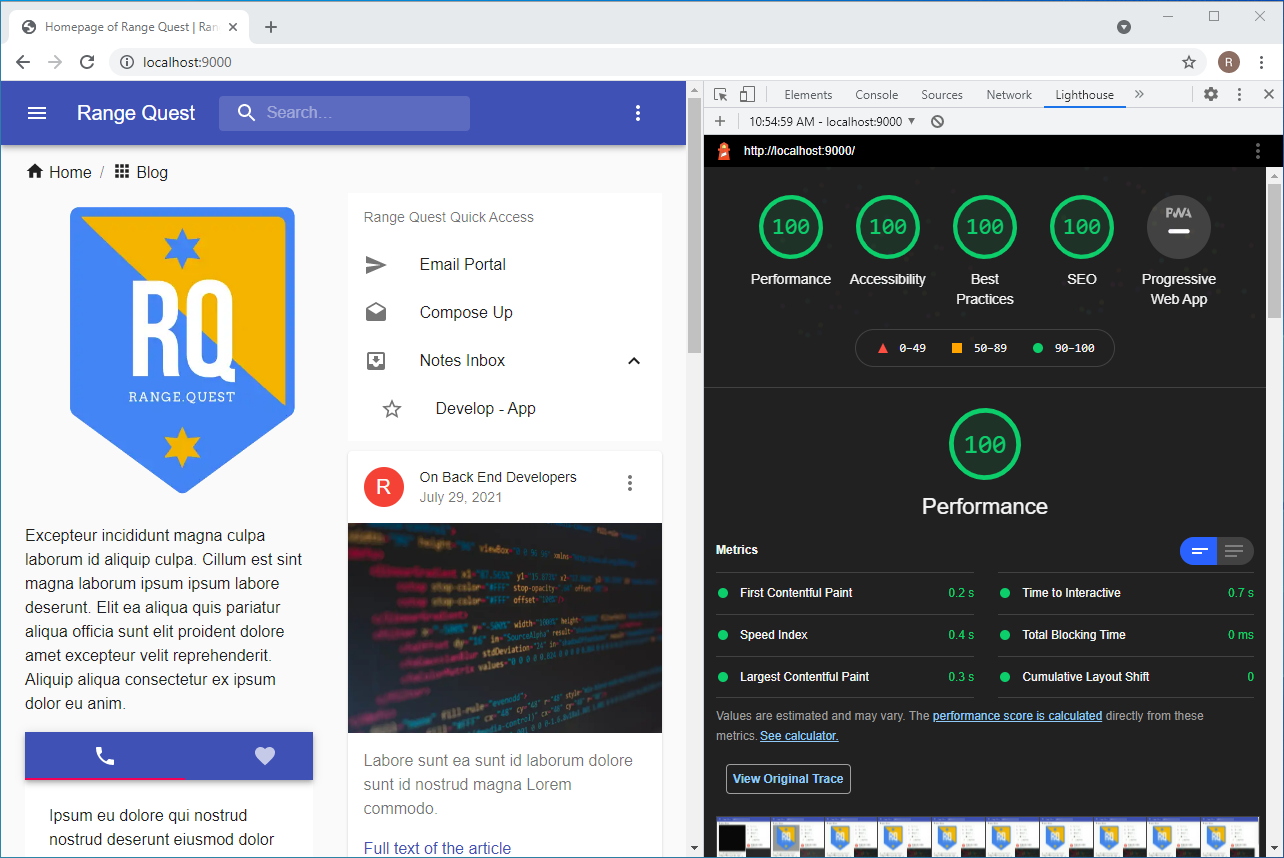 Homepage of Range Quest | Ran
localhost:9000
R
Range Quest
Search...
Home / Blog
RQ
RANGE.QUEST
Excepteur incididunt magna culpa
laborum id aliquip culpa. Cillum est sint
magna laborum ipsum ipsum labore
deserunt. Elit ea aliqua quis pariatur
aliqua officia sunt elit proident dolore
amet excepteur velit reprehenderit.
Aliquip aliqua consectetur ex ipsum
dolor eu anim.
Ipsum eu dolore qui nostrud
nostrud deserunt eiusmod dolor
Range Quest Quick Access
Email Portal
Compose Up
Notes Inbox
Develop - App
R
On Back End Developers
July 29, 2021
Labore sunt ea sunt id laborum dolore
sunt id nostrud magna Lorem
commodo.
Full text of the article
Elements Console Sources Network Lighthouse
10:54:59 AM - localhost:9000
http://localhost:9000/
100 100 100 100 PWA
Performance Accessibility Best Practices SEO Progressive Web App
0–49 50–89 90–100
100
Performance
Metrics
First Contentful Paint 0.2 s
Time to Interactive 0.7 s
Speed Index 0.4 s
Total Blocking Time 0 ms
Largest Contentful Paint 0.3 s
Cumulative Layout Shift 0
Values are estimated and may vary. The performance score is calculated directly from these
metrics. See calculator.
View Original Trace